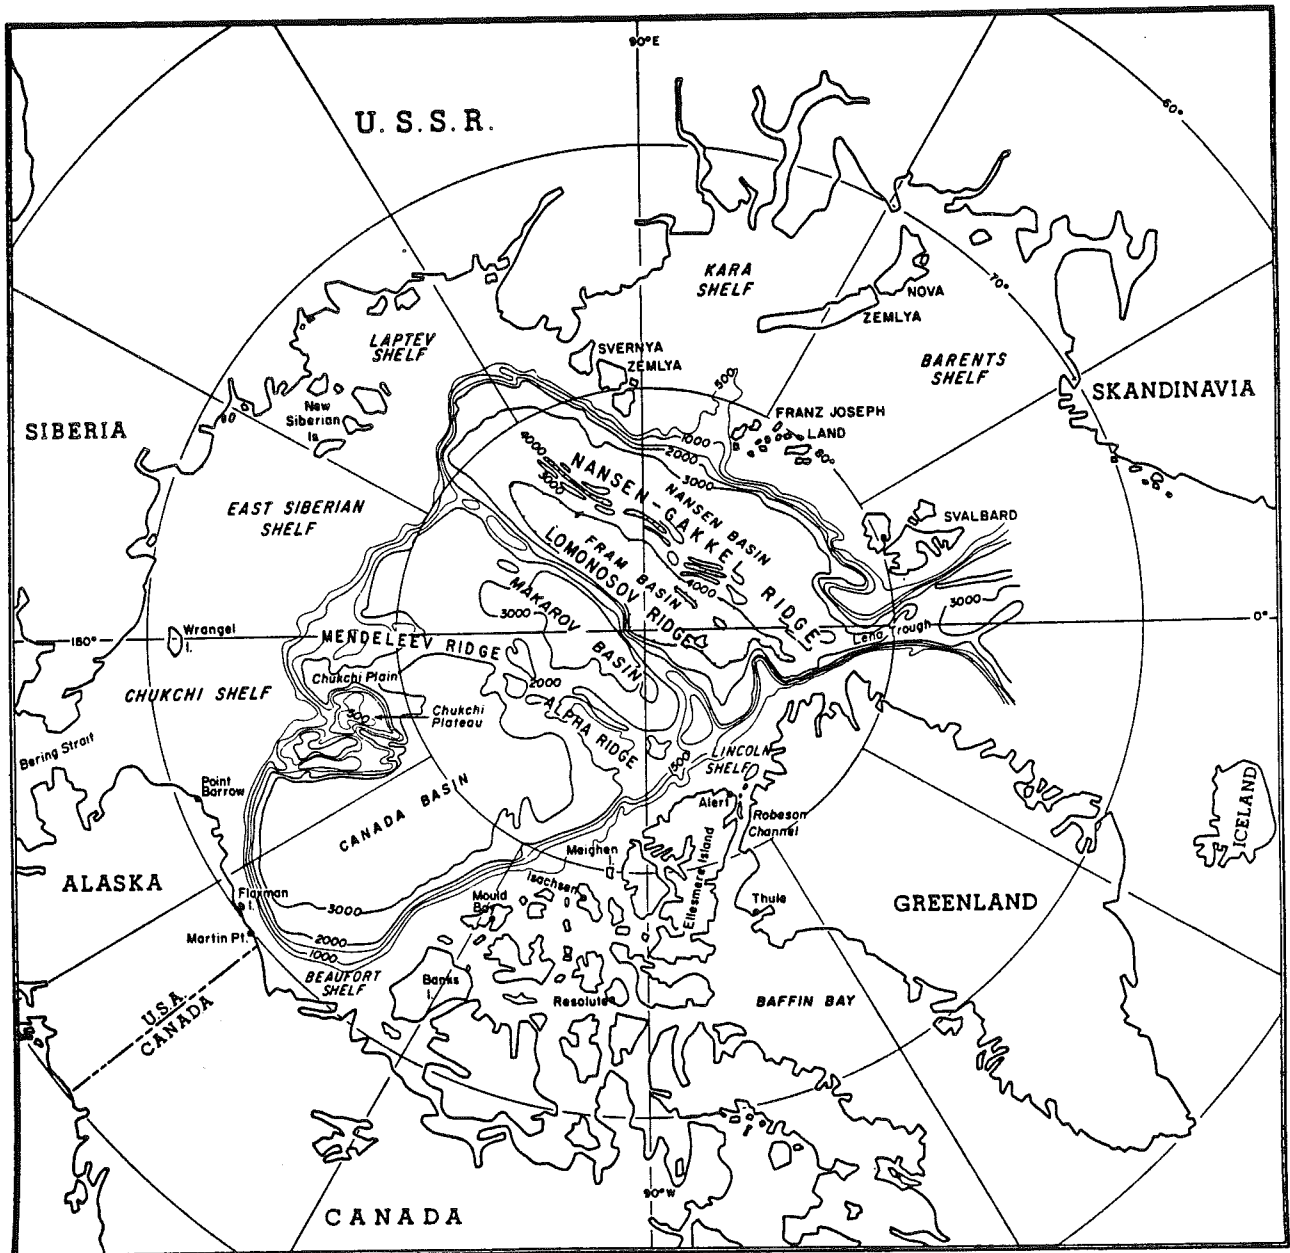 90°E
60°
U.S.S.R.
KARA
SHELF
70°
NOVA
ZEMLYA
LAPTEV
SHELF
SVERNYA
ZEMLYA
BARENTS
SHELF
500
SKANDINAVIA
New
Siberian
Is
FRANZ JOSEPH
LAND
80°
SIBERIA
1000
2000
3000
4000
3000
NANSEN-GAKKEL RIDGE
NANSEN BASIN
EAST SIBERIAN
SHELF
SVALBARD
FRAM BASIN
LOMONOSOV RIDGE
4000
MAKAROV
BASIN
3000
3000
Lena Trough
0°
180°
Wrangel
I.
MENDELEEV RIDGE
Chukchi Plain
2000
CHUKCHI SHELF
500
Chukchi
Plateau
ALPHA RIDGE
Bering Strait
LINCOLN
SHELF
1500
Point
Barrow
CANADA BASIN
Alert
Robeson
Channel
ICELAND
Meighen
I.
Isachsen
Ellesmere Island
ALASKA
Flaxman
I.
Mould
Bay
Thule
GREENLAND
3000
Martin Pt.
2000
1000
BEAUFORT
SHELF
Banks
I.
Resolute
BAFFIN BAY
U.S.A.
CANADA
90°W
CANADA